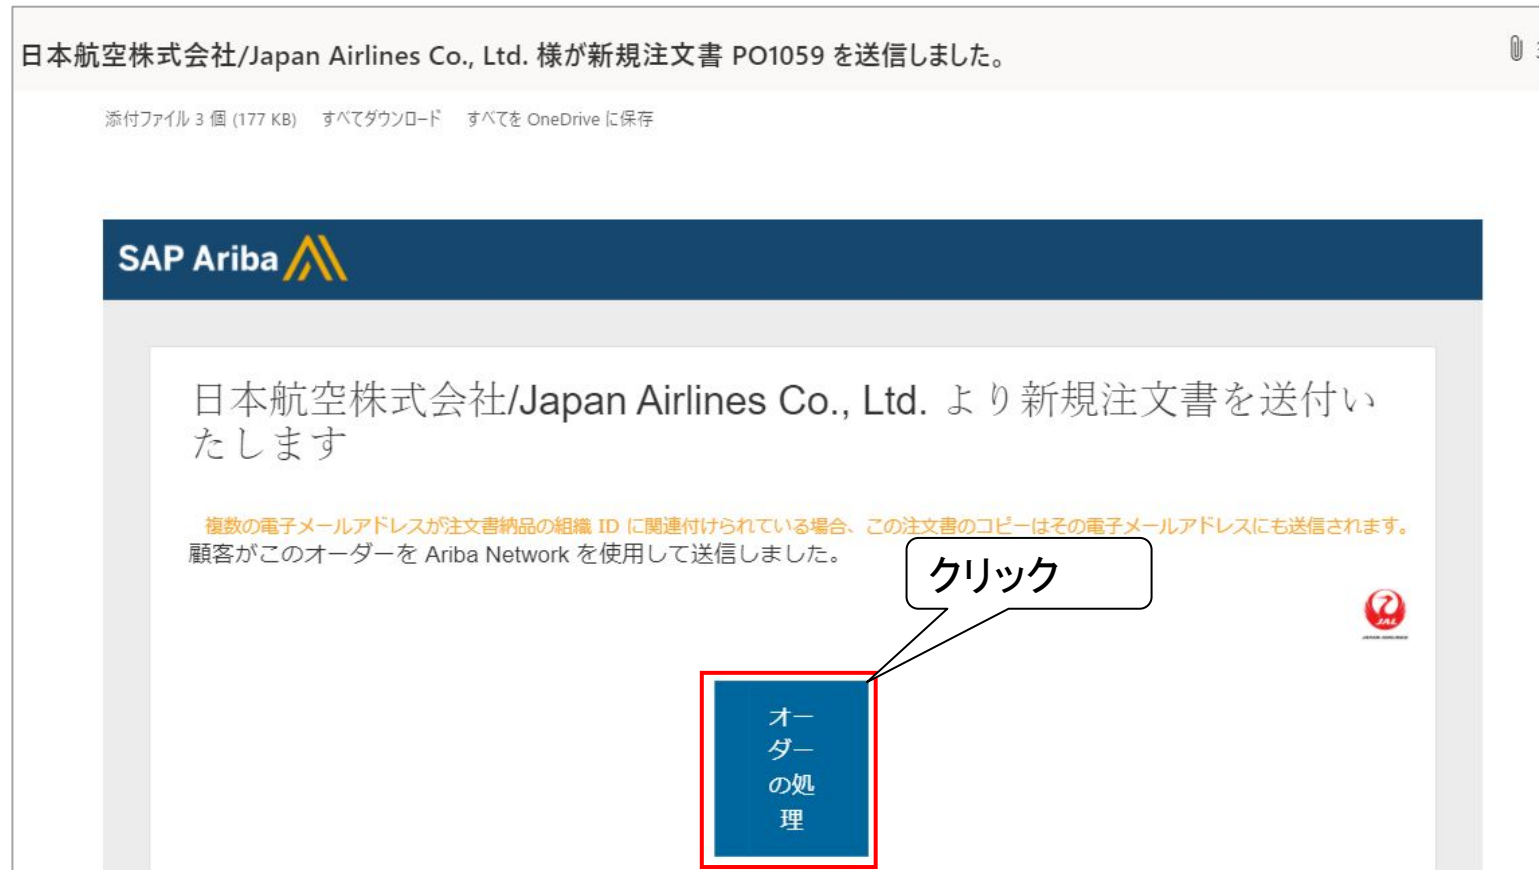 日本航空株式会社/Japan Airlines Co., Ltd. 様が新規注文書 PO1059 を送信しました。
添付ファイル 3 個 (177 KB) すべてダウンロード すべてを OneDrive に保存
SAP Ariba
日本航空株式会社/Japan Airlines Co., Ltd. より新規注文書を送付い
たします
複数の電子メールアドレスが注文書納品の組織 ID に関連付けられている場合、この注文書のコピーはその電子メールアドレスにも送信されます。
顧客がこのオーダーを Ariba Network を使用して送信しました。
クリック
JAL
JAPAN AIRLINES
オー
ダー
の処
理